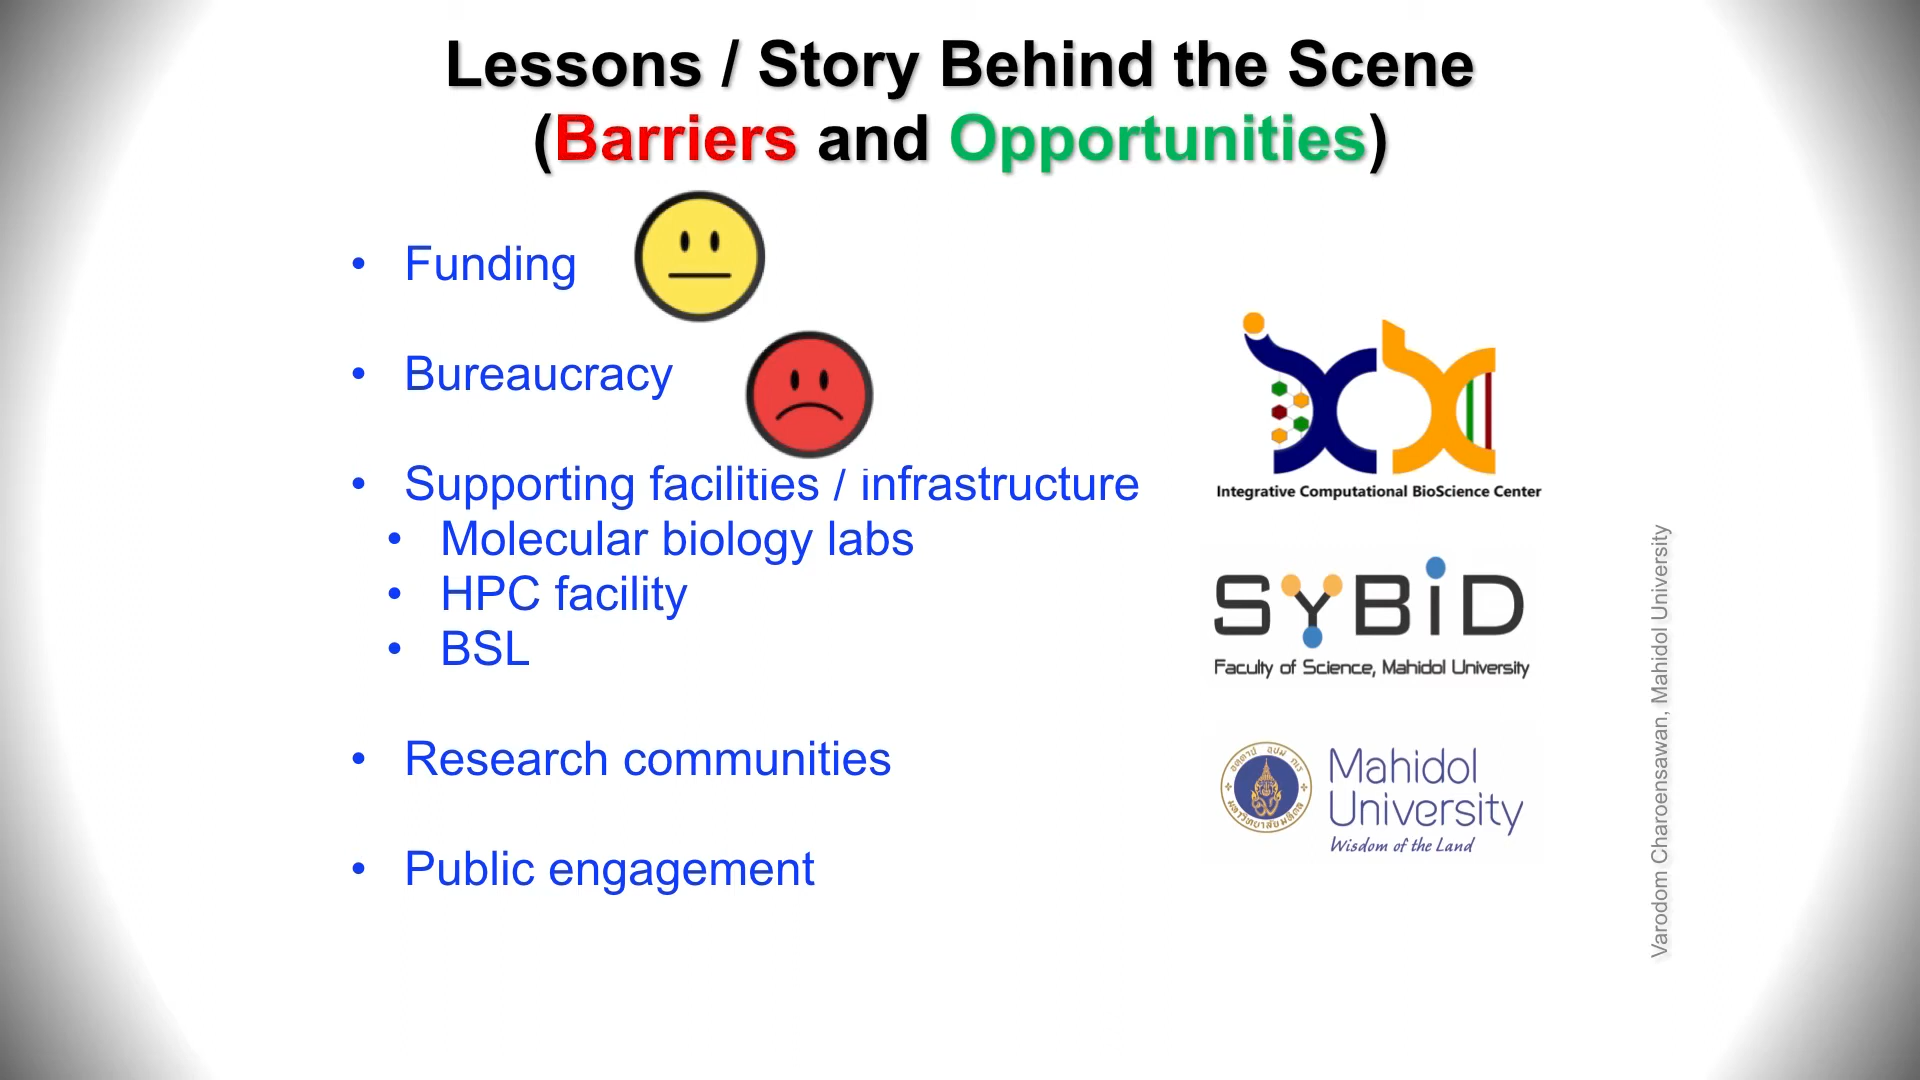 Lessons / Story Behind the Scene
(Barriers and Opportunities)
• Funding
• Bureaucracy
• Supporting facilities / infrastructure
• Molecular biology labs
• HPC facility
• BSL
• Research communities
• Public engagement
Integrative Computational BioScience Center
SYBiD
Faculty of Science, Mahidol University
Mahidol
University
Wisdom of the Land
Varodom Charoensawan, Mahidol University